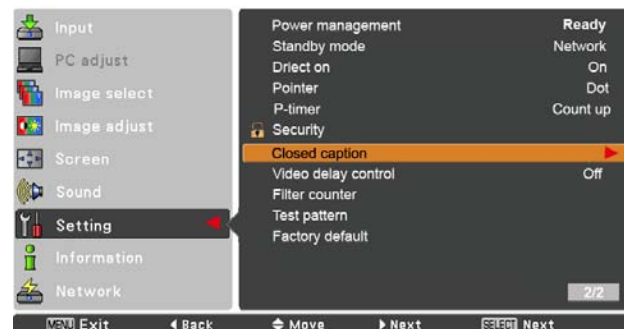 Input
PC adjust
Image select
Image adjust
Screen
Sound
Setting
Information
Network
Power management Ready
Standby mode Network
Driect on On
Pointer Dot
P-timer Count up
Security
Closed caption
Video delay control Off
Filter counter
Test pattern
Factory default
2/2
MENU Exit Back Move Next SELECT Next